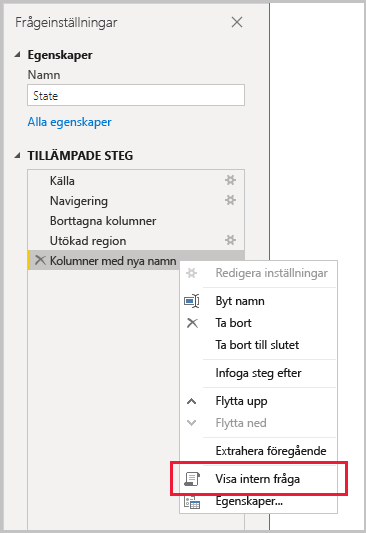 Frågeinställningar
Egenskaper
Namn
State
Alla egenskaper
TILLÄMPADE STEG
Källa
Navigering
Borttagna kolumner
Utökad region
Kolumner med nya namn
Redigera inställningar
Byt namn
Ta bort
Ta bort till slutet
Infoga steg efter
Flytta upp
Flytta ned
Extrahera föregående
Visa intern fråga
Egenskaper...